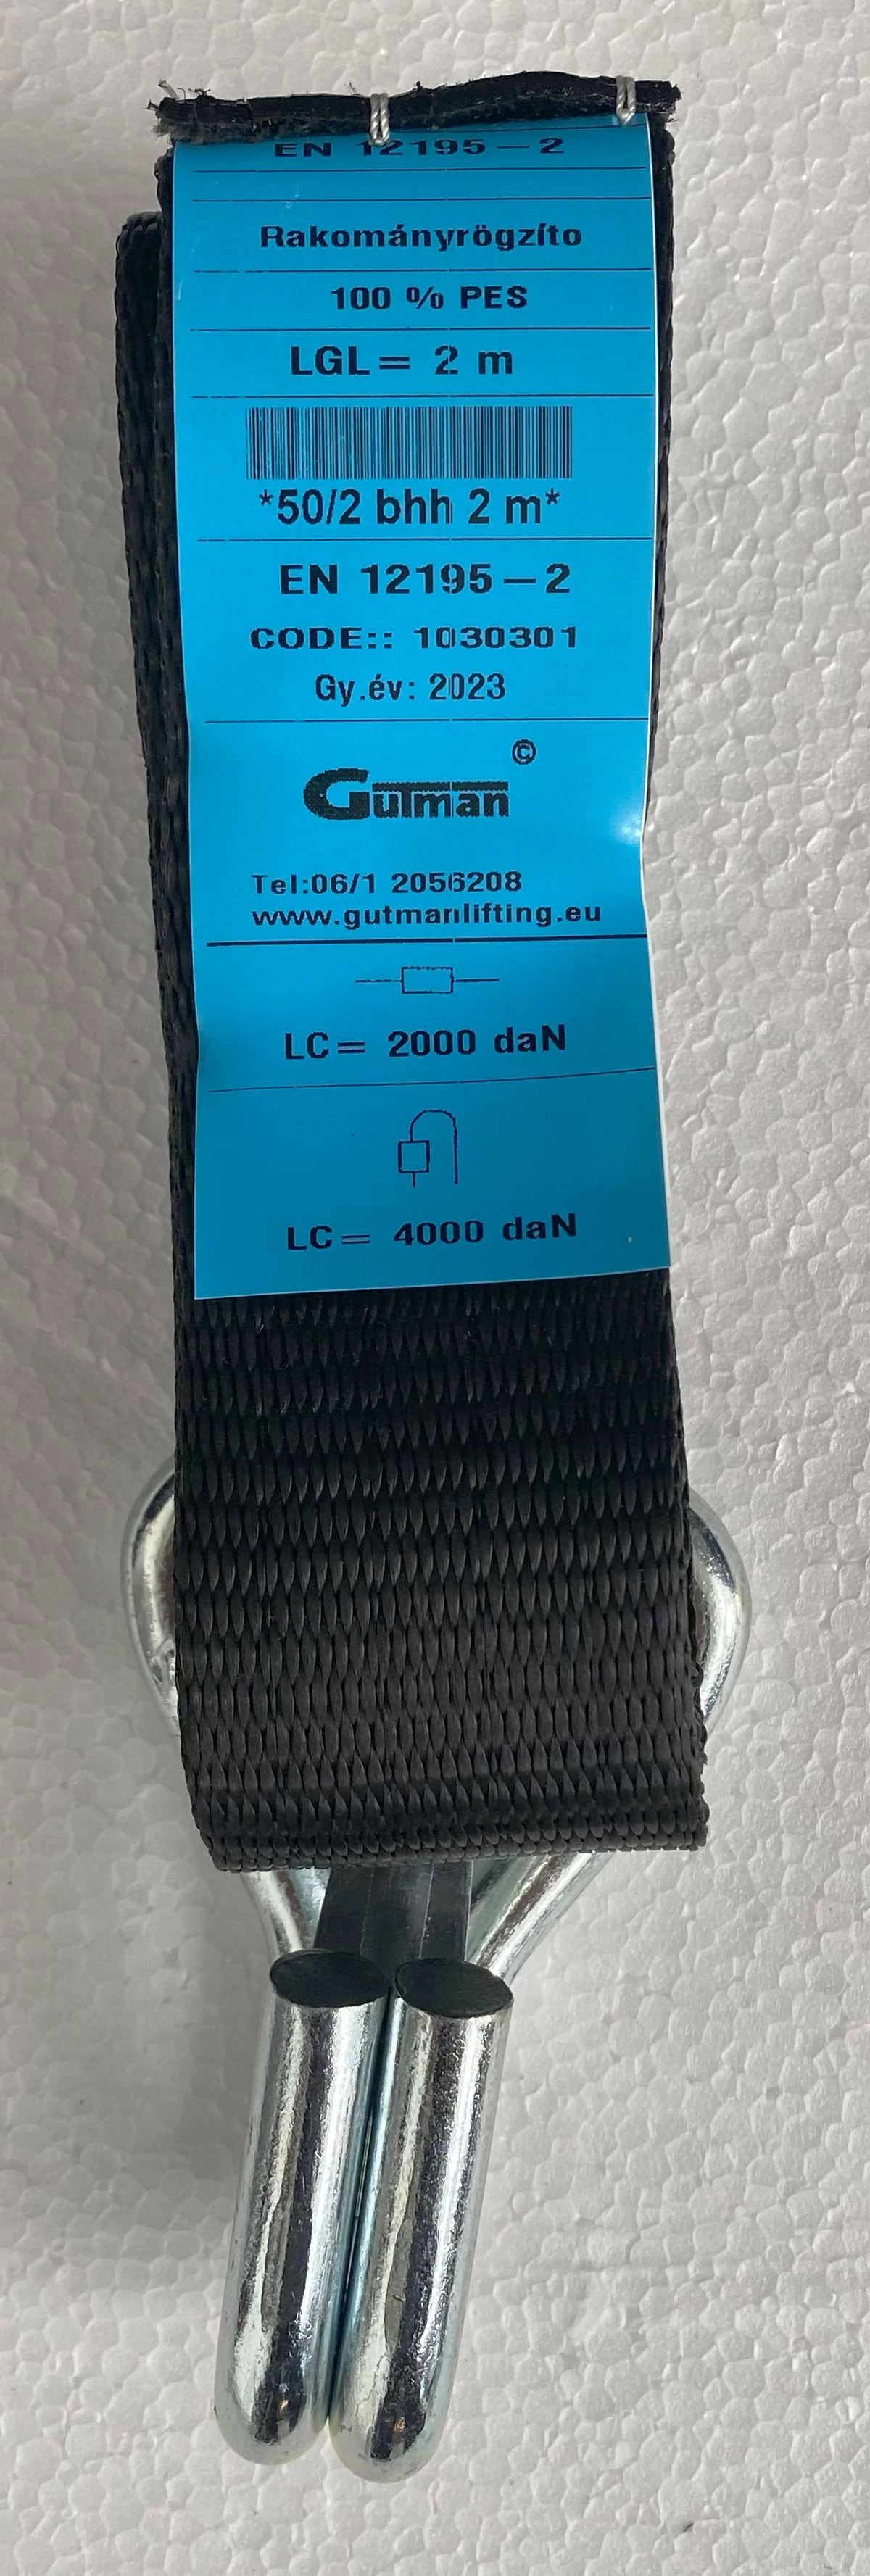 EN 12195-2
Rakományrögzíto
100 % PES
LGL= 2 m
*50/2 bhh 2 m*
EN 12195-2
CODE:: 1030301
Gy.év: 2023
©
Gutman
Tel:06/1 2056208
www.gutmanlifting.eu
LC= 2000 daN
LC= 4000 daN